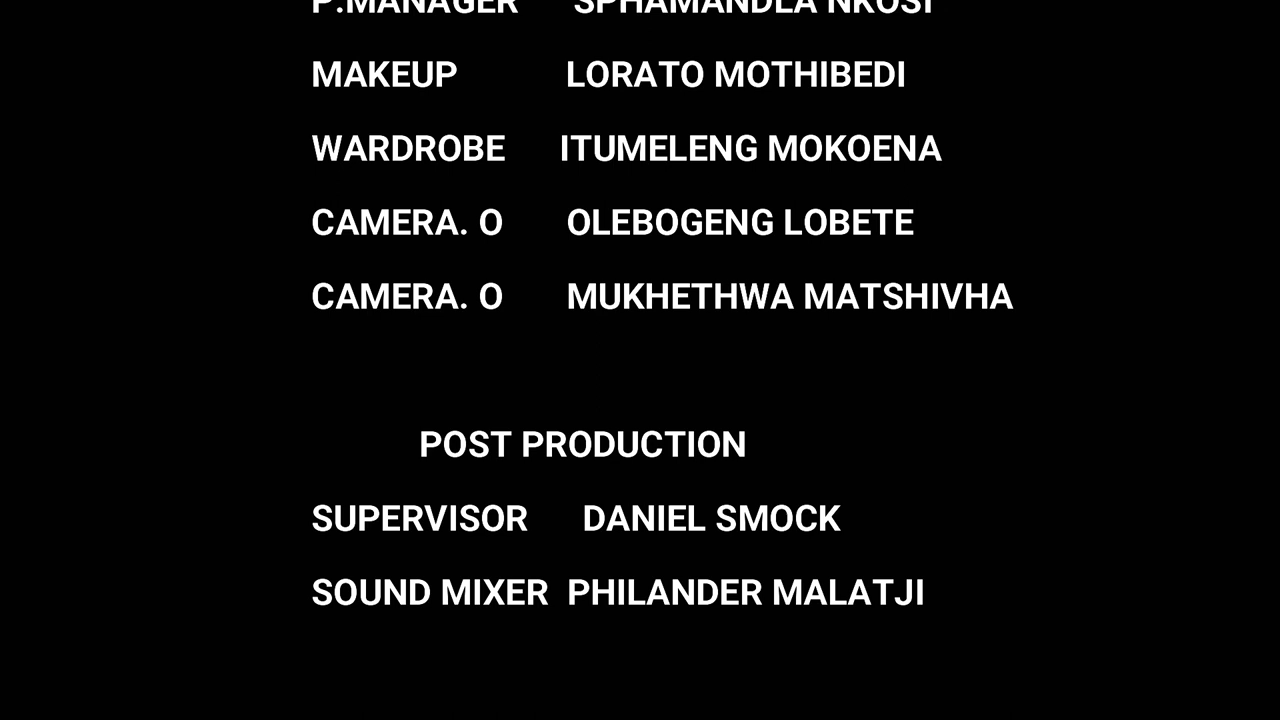 P.MANAGER SPHAMANDLA NKOSI
MAKEUP LORATO MOTHIBEDI
WARDROBE ITUMELENG MOKOENA
CAMERA. O OLEBOGENG LOBETE
CAMERA. O MUKHETHWA MATSHIVHA
POST PRODUCTION
SUPERVISOR DANIEL SMOCK
SOUND MIXER PHILANDER MALATJI